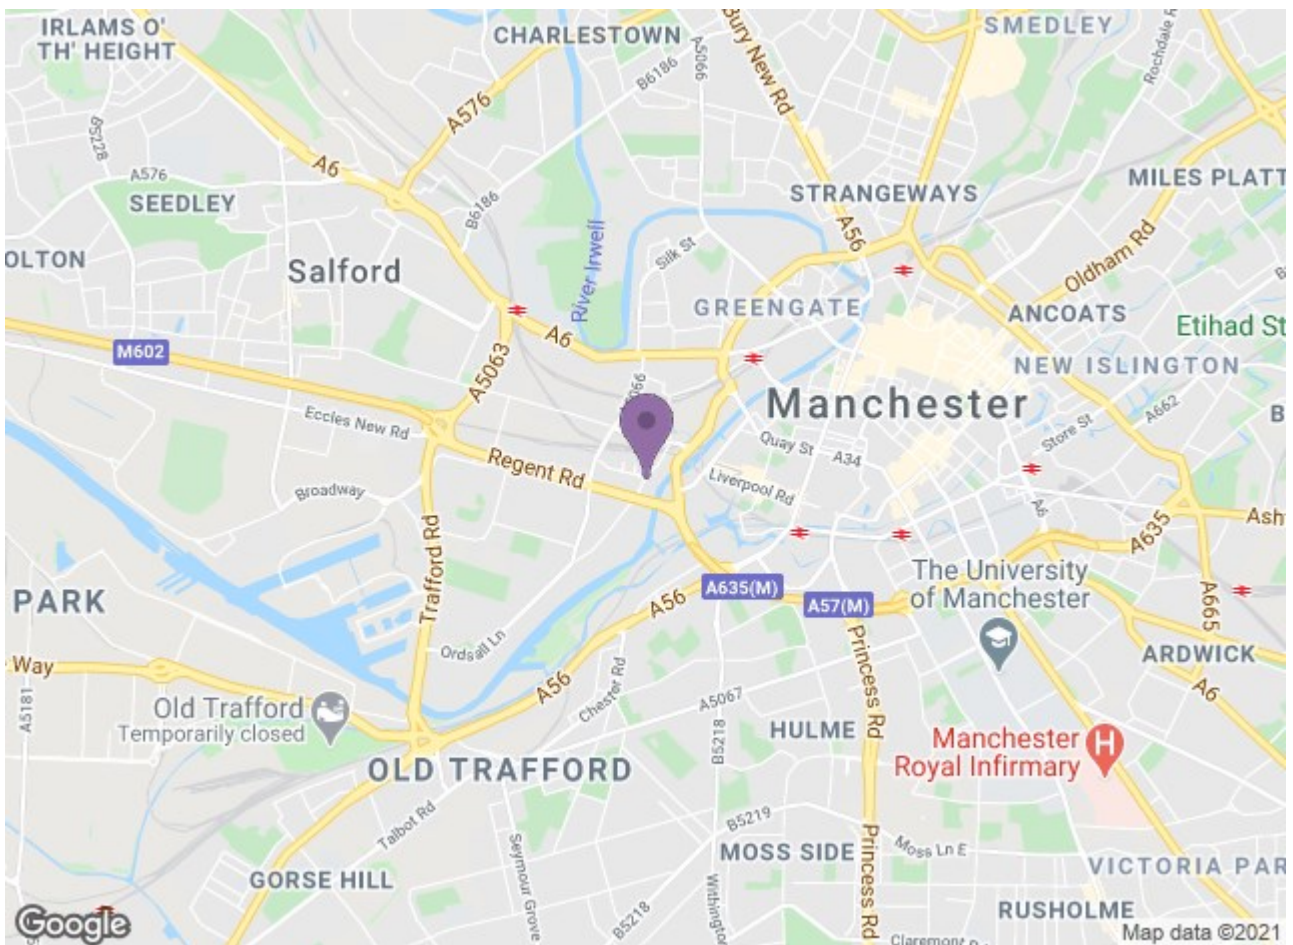 IRLAMS O'
TH' HEIGHT
CHARLESTOWN
A5066
Bury New Rd
SMEDLEY
Rochdale R
B6186
A576
B5228
A6
A576
SEEDLEY
B6186
STRANGEWAYS
MILES PLATT
A56
River Irwell
Silk St
Oldham Rd
OLTON
Salford
GREENGATE
ANCOATS
Etihad St
M602
A6
A5063
NEW ISLINGTON
Manchester
A662
Eccles New Rd
Quay St
A34
Store St
Regent Rd
Liverpool Rd
Broadway
A6
A635
Ash
Trafford Rd
The University
of Manchester
A635(M)
A57(M)
A56
PARK
A665
Ordsall Ln
Princess Rd
ARDWICK
Way
A56
Chester Rd
A5067
A6
A5181
Old Trafford
Temporarily closed
HULME
B5218
Manchester
Royal Infirmary
H
OLD TRAFFORD
Talbot Rd
B5219
Seymour Grove
MOSS SIDE
Moss Ln E
Princess Rd
VICTORIA PAR
GORSE HILL
Withington
B5218
RUSHOLME
Google
Claremont R
Map data ©2021